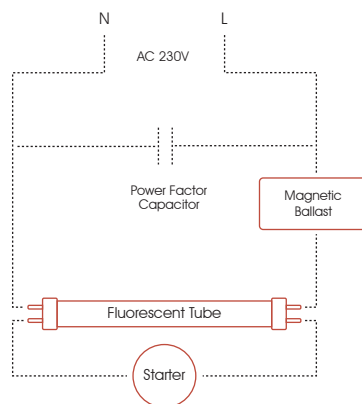 N L
AC 230V
Power Factor
Capacitor
Magnetic
Ballast
Fluorescent Tube
Starter